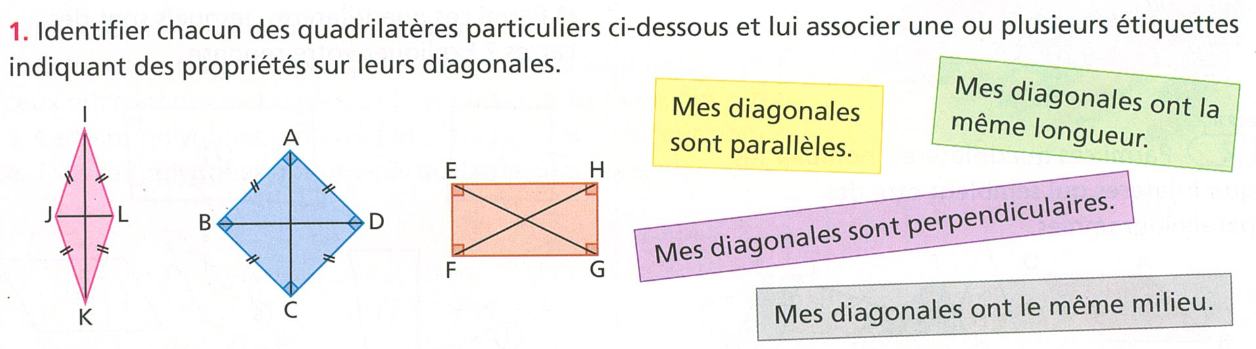 1. Identifier chacun des quadrilatères particuliers ci-dessous et lui associer une ou plusieurs étiquettes
indiquant des propriétés sur leurs diagonales.
I
J
L
K
A
B
D
C
E
H
F
G
Mes diagonales
sont parallèles.
Mes diagonales ont la
même longueur.
Mes diagonales sont perpendiculaires.
Mes diagonales ont le même milieu.